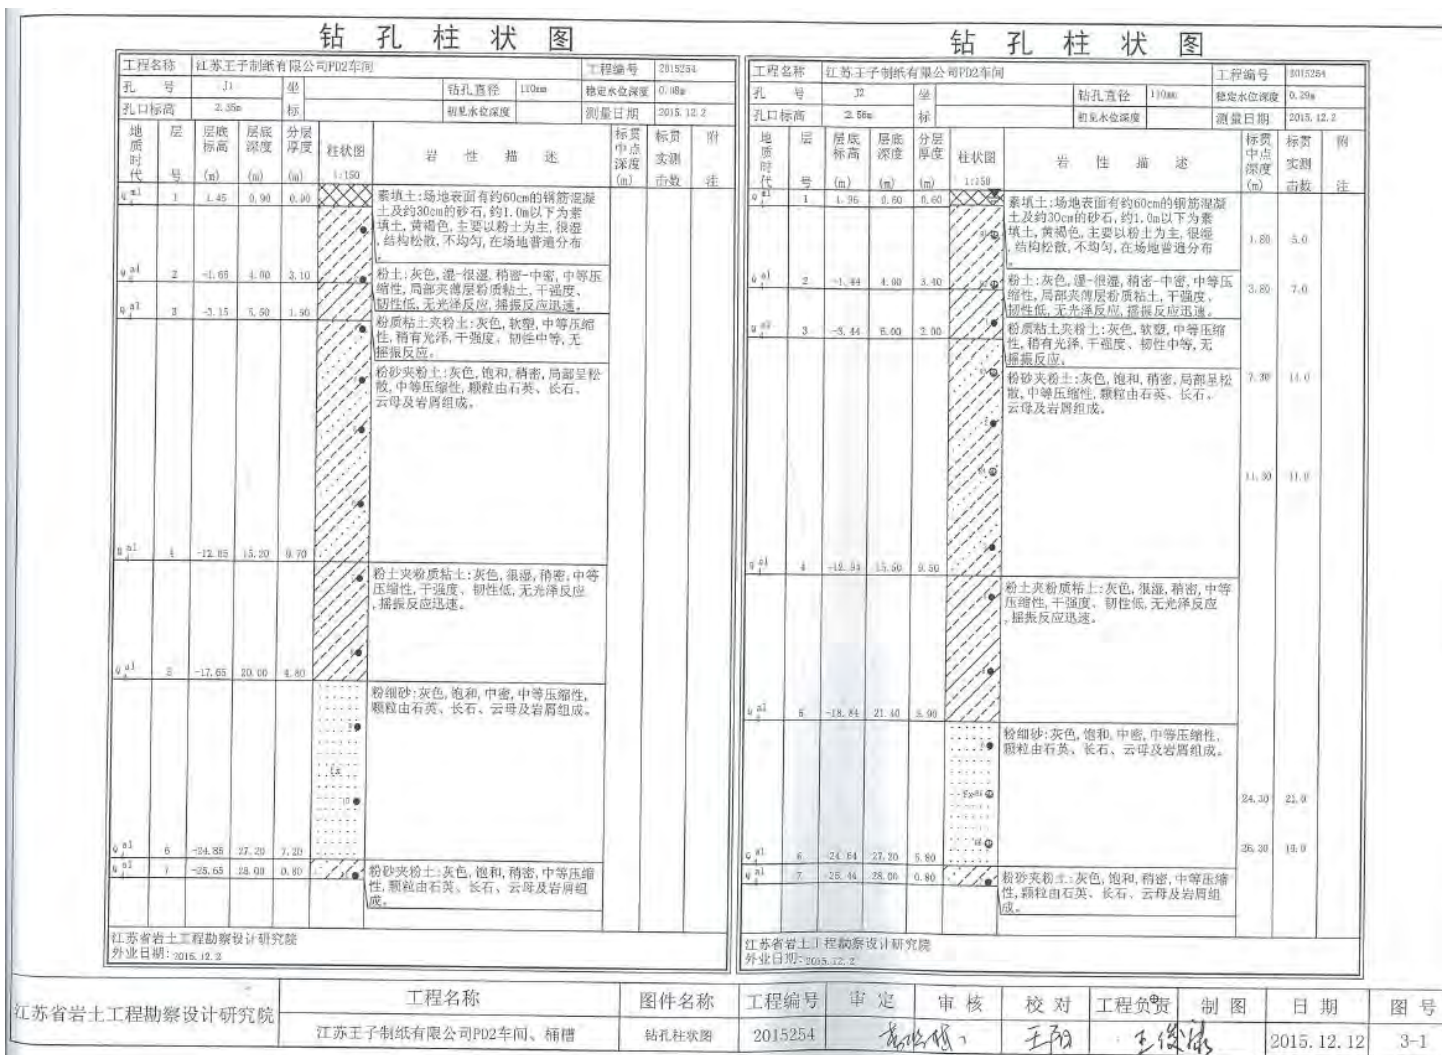 钻孔柱状图
工程名称 江苏王子制纸有限公司PD2车间 工程编号 2015254
孔号 J1 坐 钻孔直径 110mm 稳定水位深度
孔口标高 2.35m 标 初见水位深度 测量日期 2015.12.2
地质时代 层号 层底标高(m) 层底深度(m) 分层厚度(m) 柱状图 1:150 岩性描述 标贯中点深度(m) 标贯实测击数 附注
1 1.45 0.90 0.90
素填土:场地表面有约60cm的钢筋混凝
土及约30cm的砂石,约1.0m以下为素
填土,黄褐色,主要以粉土为主,很湿
,结构松散,不均匀,在场地普遍分布
。
2 -1.65 4.00 3.10
粉土:灰色,湿-很湿,稍密-中密,中等压
缩性,局部夹薄层粉质粘土,干强度、
韧性低,无光泽反应,摇振反应迅速。
3 -3.15 5.50 1.50
粉质粘土夹粉土:灰色,软塑,中等压缩
性,稍有光泽,干强度、韧性中等,无
摇振反应。
粉砂夹粉土:灰色,饱和,稍密,局部呈松
散,中等压缩性,颗粒由石英、长石、
云母及岩屑组成。
4 -12.85 15.20 9.70
粉土夹粉质粘土:灰色,很湿,稍密,中等
压缩性,干强度、韧性低,无光泽反应
,摇振反应迅速。
5 -17.65 20.00 4.80
粉细砂:灰色,饱和,中密,中等压缩性,
颗粒由石英、长石、云母及岩屑组成。
6 -24.85 27.20 7.20
7 -25.65 28.00 0.80
粉砂夹粉土:灰色,饱和,稍密,中等压缩
性,颗粒由石英、长石、云母及岩屑组
成。
江苏省岩土工程勘察设计研究院
外业日期:2015.12.2
钻孔柱状图
工程名称 江苏王子制纸有限公司PD2车间 工程编号 2015254
孔号 J2 坐 钻孔直径 110mm 稳定水位深度 0.29m
孔口标高 2.56m 标 初见水位深度 测量日期 2015.12.2
地质时代 层号 层底标高(m) 层底深度(m) 分层厚度(m) 柱状图 1:150 岩性描述 标贯中点深度(m) 标贯实测击数 附注
1 1.96 0.60 0.60
素填土:场地表面有约60cm的钢筋混凝
土及约30cm的砂石,约1.0m以下为素
填土,黄褐色,主要以粉土为主,很湿
,结构松散,不均匀,在场地普遍分布
。
1.80 5.0
2 -1.44 4.00 3.40
粉土:灰色,湿-很湿,稍密-中密,中等压
缩性,局部夹薄层粉质粘土,干强度、
韧性低,无光泽反应,摇振反应迅速。
3.80 7.0
3 -3.44 6.00 2.00
粉质粘土夹粉土:灰色,软塑,中等压缩
性,稍有光泽,干强度、韧性中等,无
摇振反应。
粉砂夹粉土:灰色,饱和,稍密,局部呈松
散,中等压缩性,颗粒由石英、长石、
云母及岩屑组成。
7.30
11.30 11.0
4 -12.94 15.50 9.50
粉土夹粉质粘土:灰色,很湿,稍密,中等
压缩性,干强度、韧性低,无光泽反应
,摇振反应迅速。
5 -18.84 21.40 5.90
粉细砂:灰色,饱和,中密,中等压缩性,
颗粒由石英、长石、云母及岩屑组成。
24.30
26.30
6 -24.64 27.20 5.80
7 -25.44 28.00 0.80
粉砂夹粉土:灰色,饱和,稍密,中等压缩
性,颗粒由石英、长石、云母及岩屑组
成。
江苏省岩土工程勘察设计研究院
外业日期:2015.12.2
江苏省岩土工程勘察设计研究院
工程名称 图件名称 工程编号 审定 审核 校对 工程负责 制图 日期 图号
江苏王子制纸有限公司PD2车间、桶槽 钻孔柱状图 2015254 2015.12.12 3-1